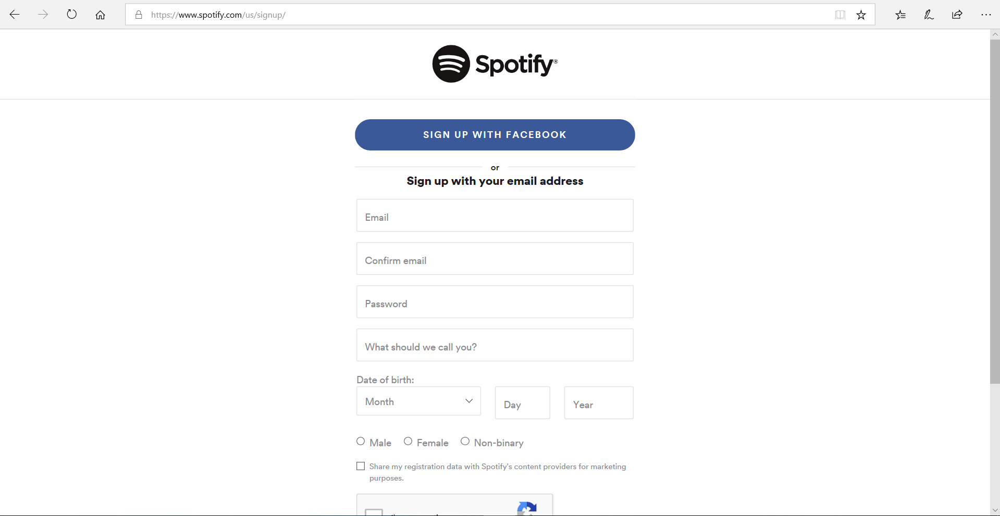 https://www.spotify.com/us/signup/
Spotify®
SIGN UP WITH FACEBOOK
or
Sign up with your email address
Email
Confirm email
Password
What should we call you?
Date of birth:
Month Day Year
Male Female Non-binary
Share my registration data with Spotify's content providers for marketing
purposes.